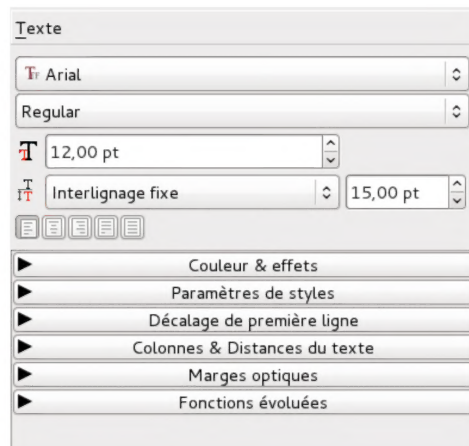 Texte
Arial
Regular
12,00 pt
Interlignage fixe 15,00 pt
Couleur & effets
Paramètres de styles
Décalage de première ligne
Colonnes & Distances du texte
Marges optiques
Fonctions évoluées